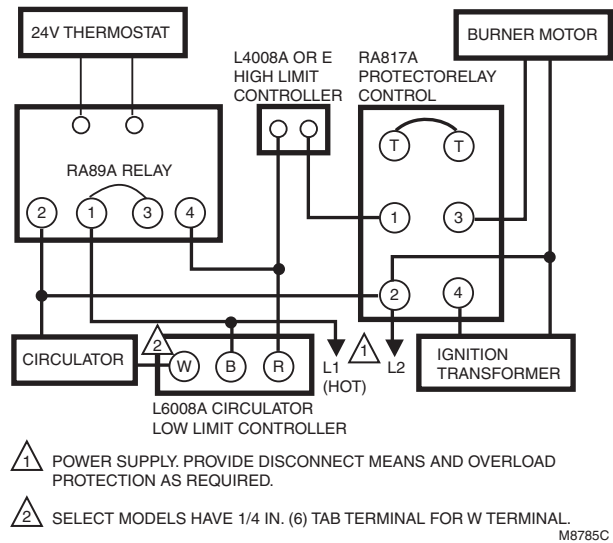 24V THERMOSTAT
BURNER MOTOR
L4008A OR E
HIGH LIMIT
CONTROLLER
RA817A
PROTECTORELAY
CONTROL
T
T
RA89A RELAY
2
1
3
4
1
3
2
4
2
1
CIRCULATOR
W
B
R
L1
(HOT)
L2
IGNITION
TRANSFORMER
L6008A CIRCULATOR
LOW LIMIT CONTROLLER
1 POWER SUPPLY. PROVIDE DISCONNECT MEANS AND OVERLOAD
PROTECTION AS REQUIRED.
2 SELECT MODELS HAVE 1/4 IN. (6) TAB TERMINAL FOR W TERMINAL.
M8785C